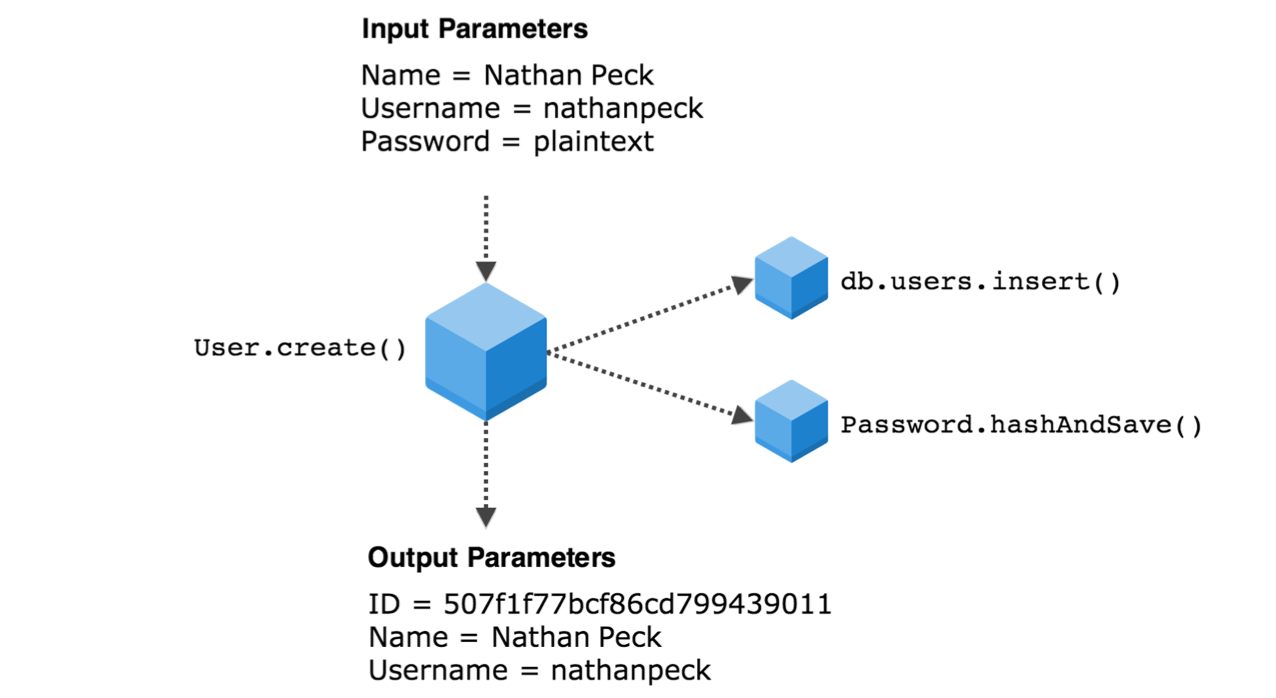 Input Parameters
Name = Nathan Peck
Username = nathanpeck
Password = plaintext
db.users.insert()
User.create()
Password.hashAndSave()
Output Parameters
ID = 507f1f77bcf86cd799439011
Name = Nathan Peck
Username = nathanpeck